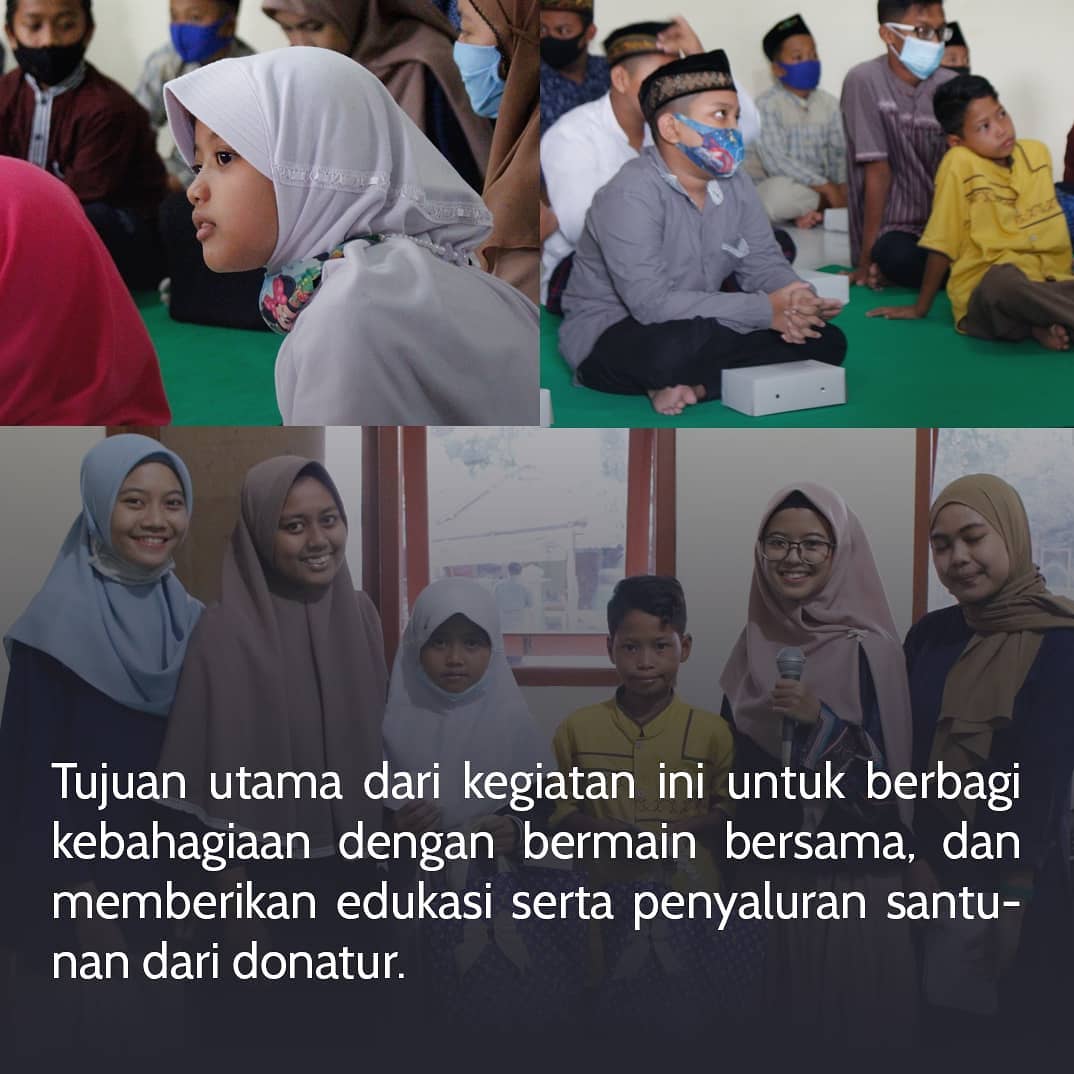 Tujuan utama dari kegiatan ini untuk berbagi
kebahagiaan dengan bermain bersama, dan
memberikan edukasi serta penyaluran santu-
nan dari donatur.